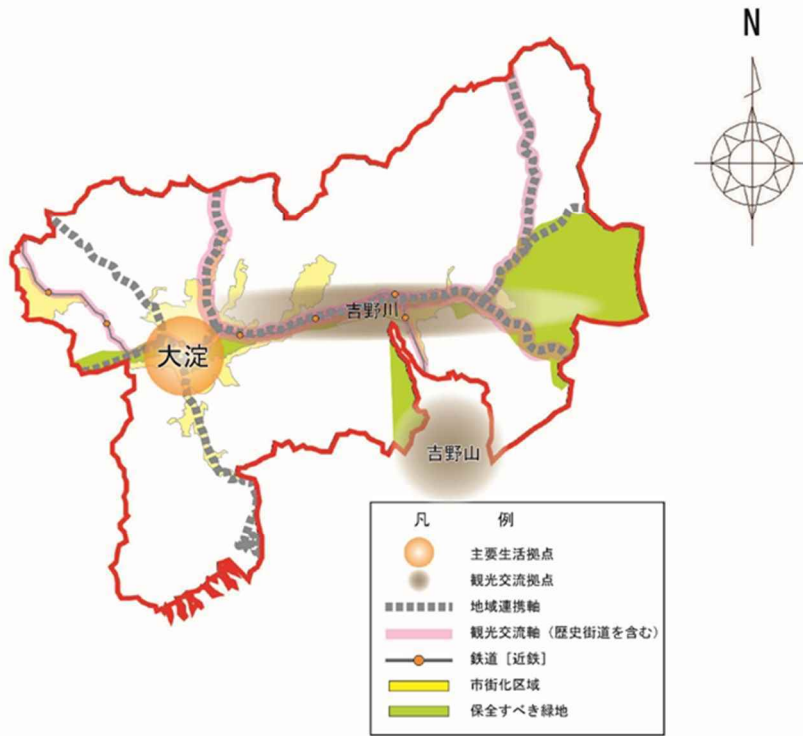 N
吉野川
大淀
吉野山
凡 例
主要生活拠点
観光交流拠点
地域連携軸
観光交流軸（歴史街道を含む）
鉄道［近鉄］
市街化区域
保全すべき緑地